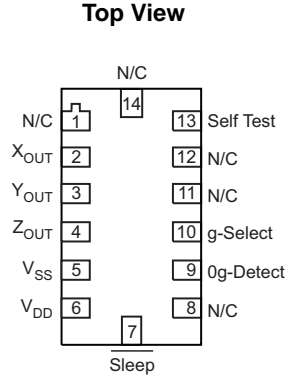 Top View
N/C
14
N/C 1 13 Self Test
XOUT 2 12 N/C
YOUT 3 11 N/C
ZOUT 4 10 g-Select
VSS 5 9 0g-Detect
VDD 6 8 N/C
7
Sleep